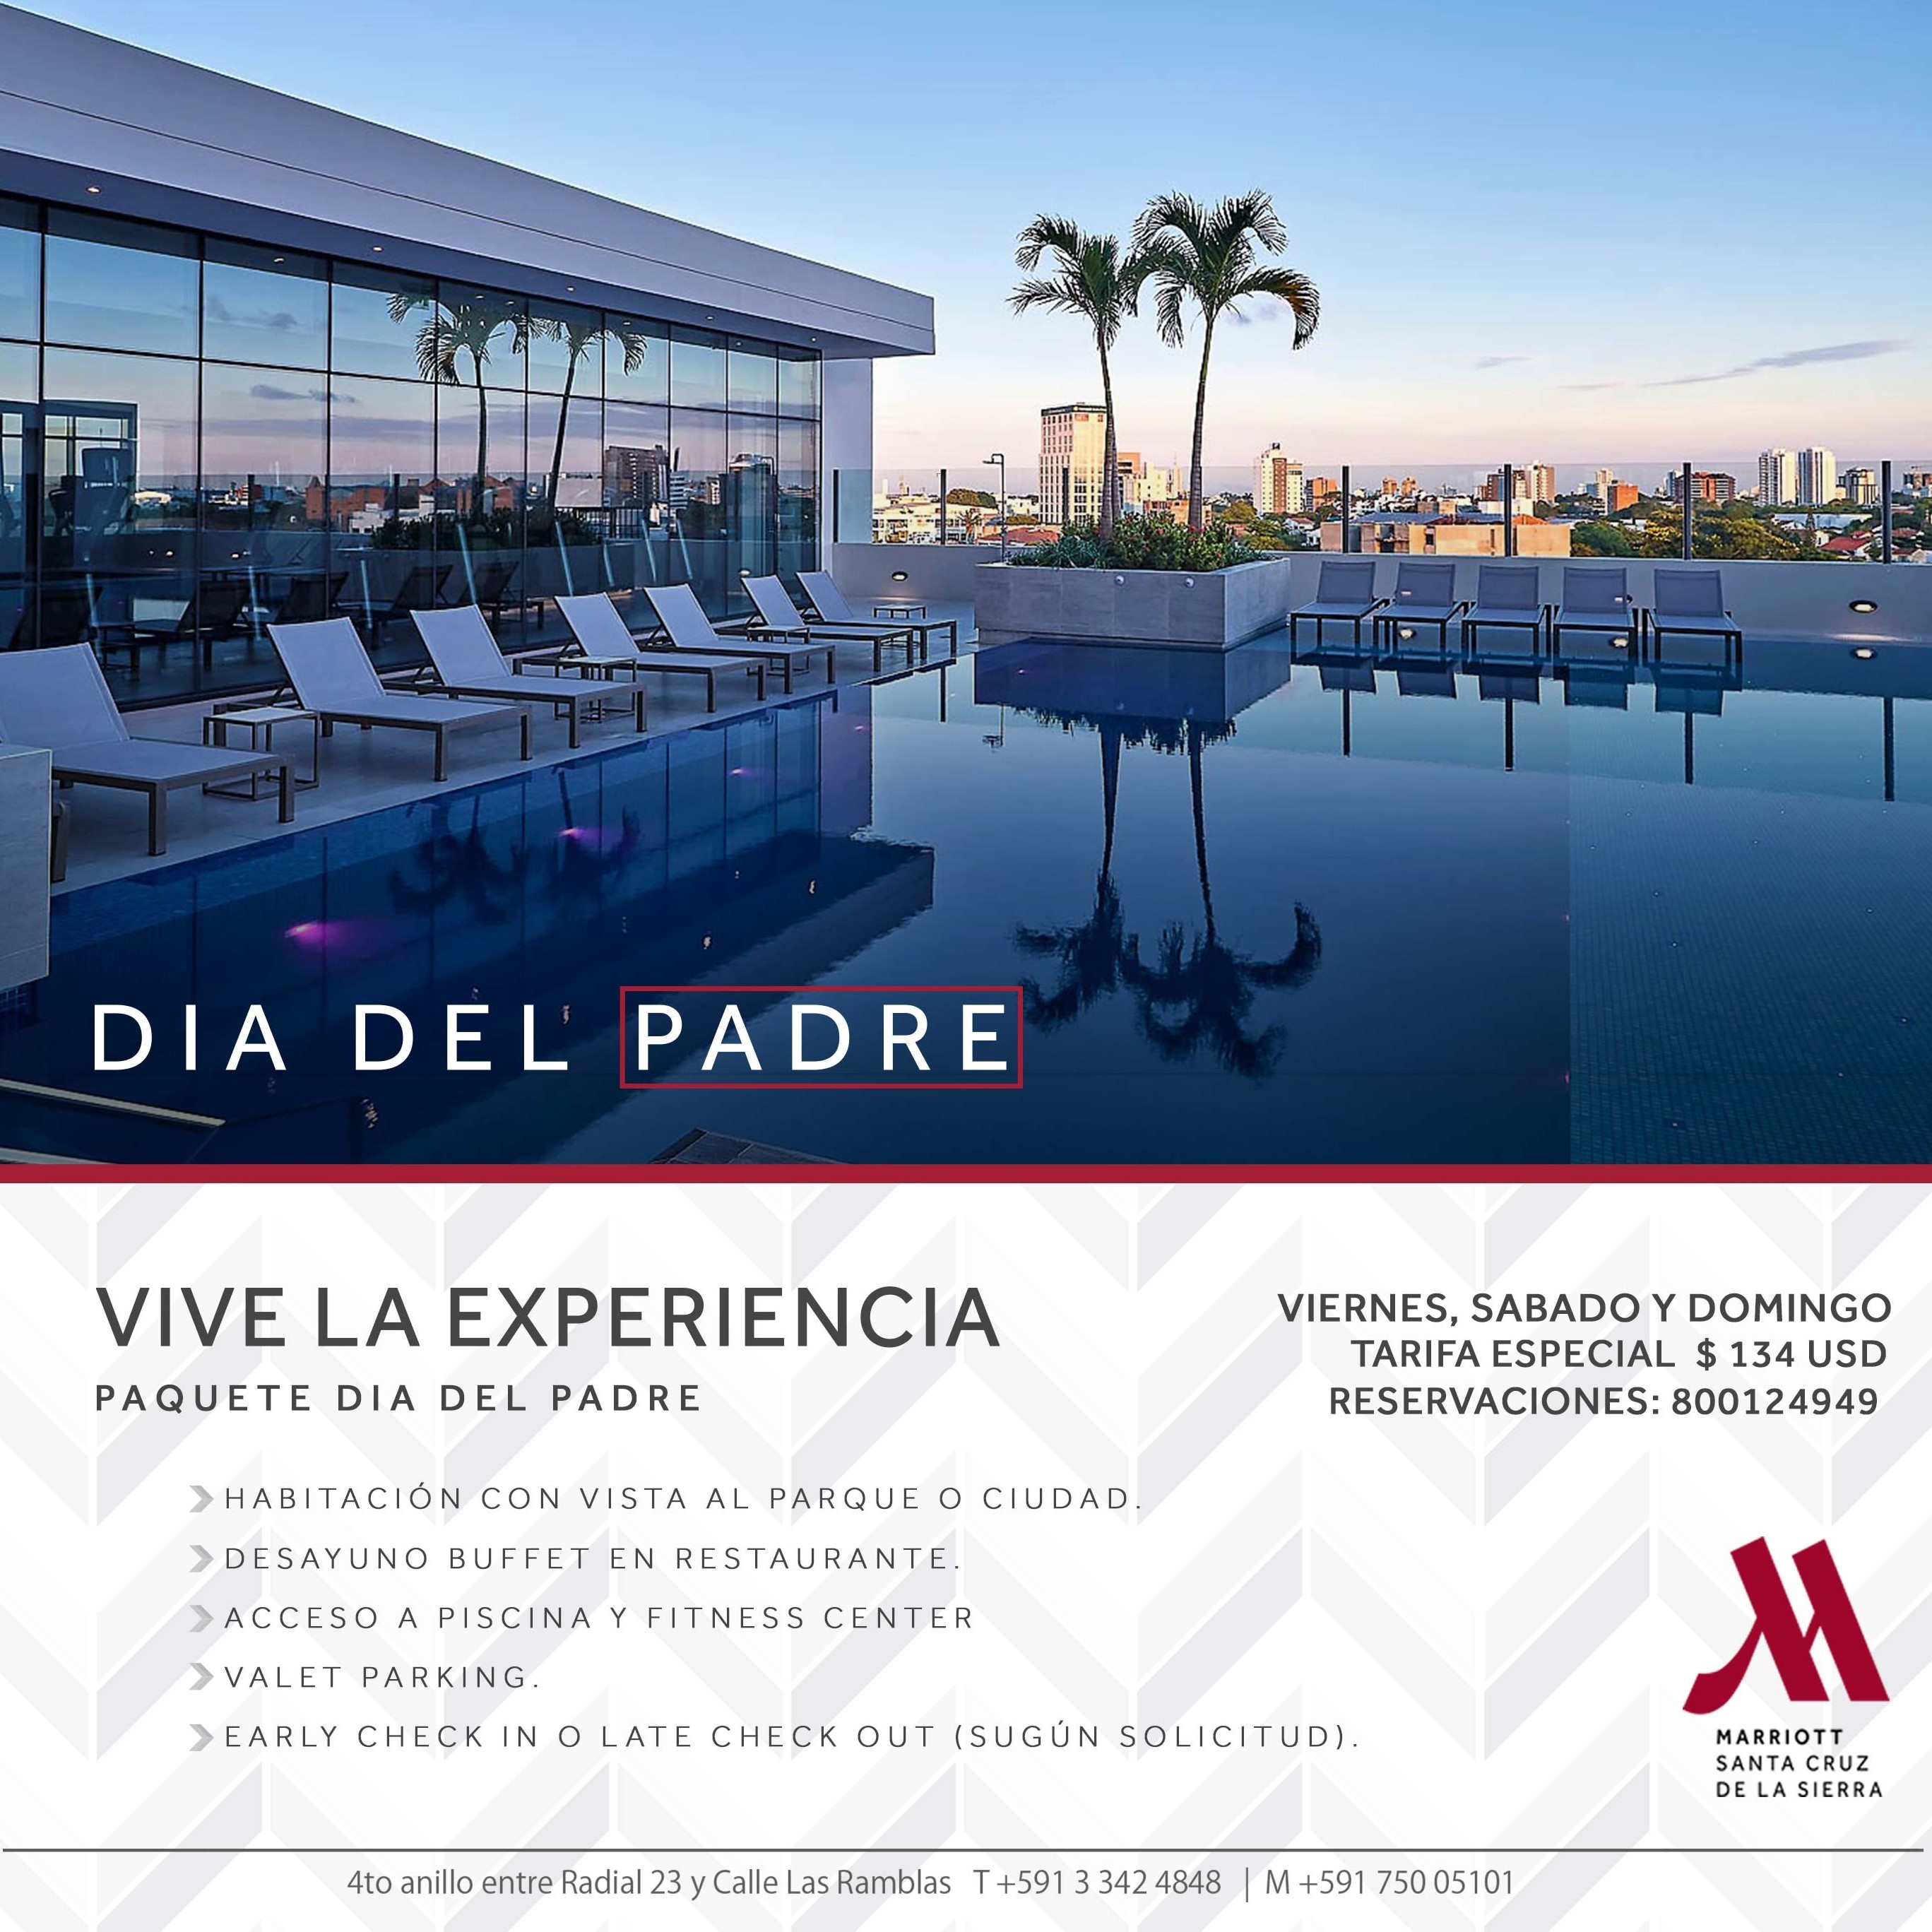 DIA DEL PADRE
VIVE LA EXPERIENCIA
PAQUETE DIA DEL PADRE
VIERNES, SABADO Y DOMINGO
TARIFA ESPECIAL $ 134 USD
RESERVACIONES: 800124949
HABITACIÓN CON VISTA AL PARQUE O CIUDAD.
DESAYUNO BUFFET EN RESTAURANTE.
ACCESO A PISCINA Y FITNESS CENTER
VALET PARKING.
EARLY CHECK IN O LATE CHECK OUT (SUGÚN SOLICITUD).
MARRIOTT
SANTA CRUZ
DE LA SIERRA
4to anillo entre Radial 23 y Calle Las Ramblas T +591 3 342 4848 | M +591 750 05101